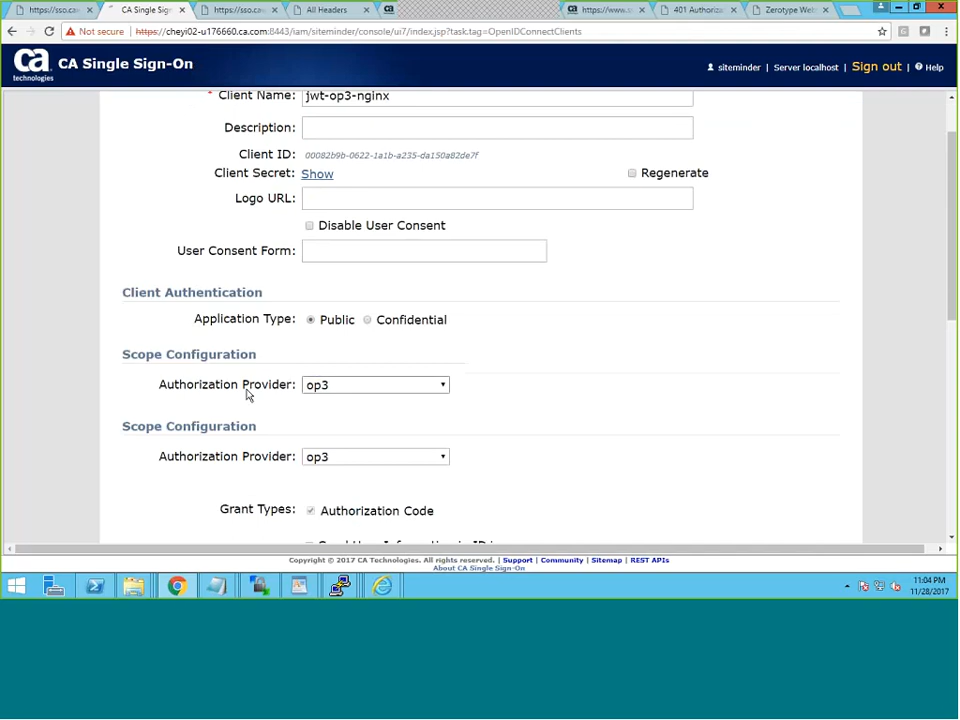 https://sso.ca. × CA Single Sig × https://sso.ca × All Headers × https://www.s × 401 Authoriza × Zerotype Web ×
Not secure | https://cheyi02-u176660.ca.com:8443/iam/siteminder/console/ui7/index.jsp?task.tag=OpenIDConnectClients
ca technologies CA Single Sign-On siteminder | Server localhost | Sign out | Help
* Client Name: jwt-op3-nginx
Description:
Client ID: 00082b9b-0622-1a1b-a235-da150a82de7f
Client Secret: Show Regenerate
Logo URL:
Disable User Consent
User Consent Form:
Client Authentication
Application Type: Public Confidential
Scope Configuration
Authorization Provider: op3
Scope Configuration
Authorization Provider: op3
Grant Types: Authorization Code
Copyright © 2017 CA Technologies. All rights reserved. | Support | Community | Sitemap | REST APIs
About CA Single Sign-On
11:04 PM
11/28/2017